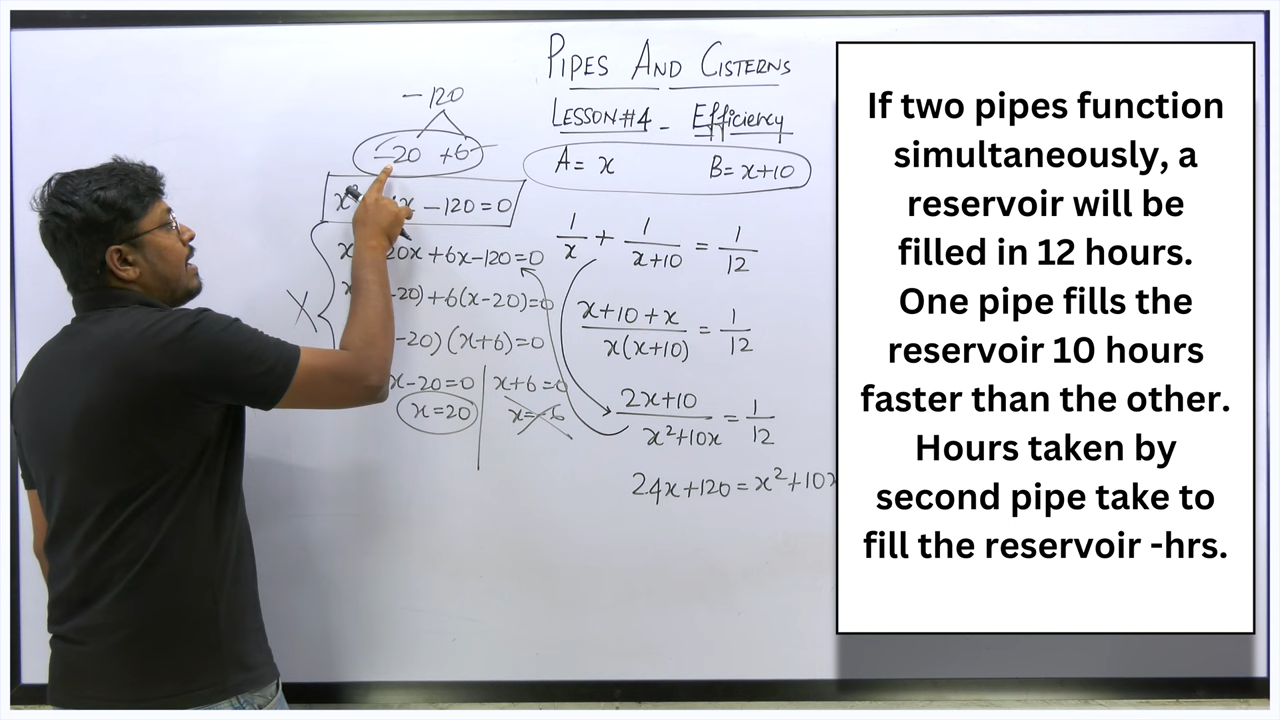 PIPES AND CISTERNS
LESSON#4 - Efficiency
A = x B = x+10
1/x + 1/x+10 = 1/12
x+10+x/x(x+10) = 1/12
2x+10/x²+10x = 1/12
24x+120 = x²+10x
-120
-20 +6
x² x -120=0
x 20x+6x-120=0
-20)+6(x-20)=0
-20)(x+6)=0
x-20=0 x+6=0
x=20 x=-6
X
If two pipes function
simultaneously, a
reservoir will be
filled in 12 hours.
One pipe fills the
reservoir 10 hours
faster than the other.
Hours taken by
second pipe take to
fill the reservoir -hrs.